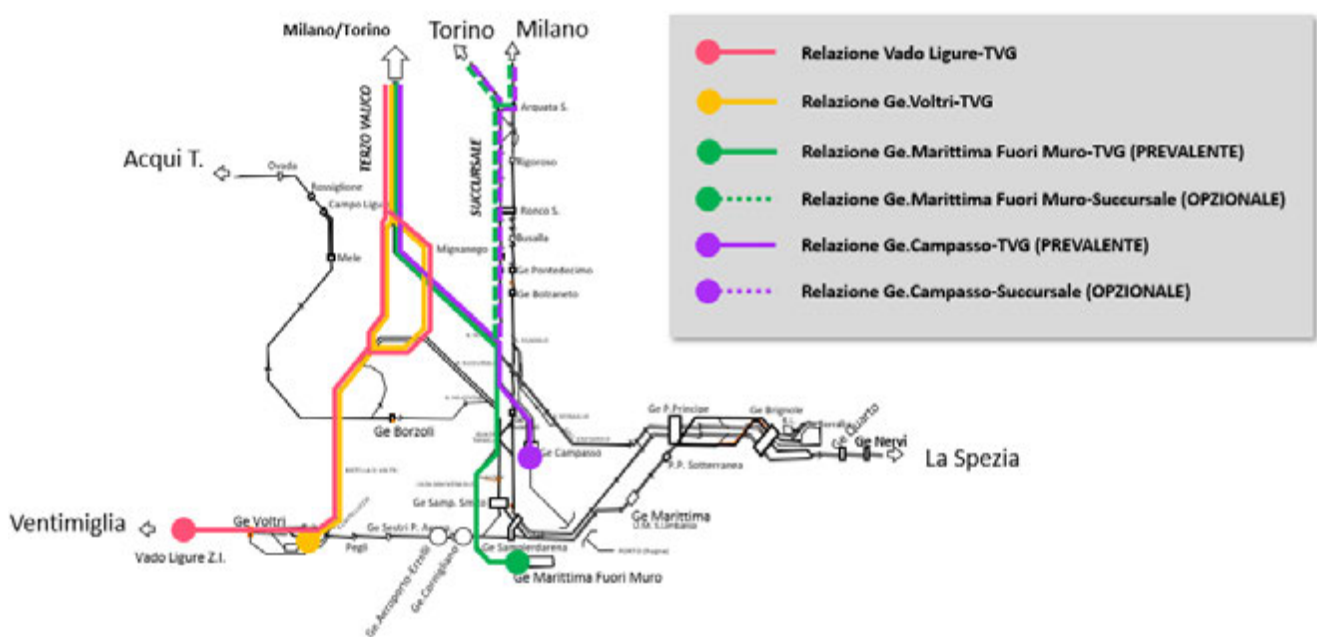 Milano/Torino
Torino
Milano
TERZO VALICO
SUCCURSALE
Arquata S.
Rigoroso
Acqui T.
Ovada
Rossiglione
Campo Ligu
Ronco S.
Busalla
Mignanego
Mele
Ge Pontedecimo
Ge Bolzaneto
Ge Borzoli
Ge P.Principe
Ge Brignole
Ge Quarto
Ge Nervi
La Spezia
Ge Campasso
P.P. Sotterranea
Ge Marittima
Ge Samp. Smto
Ventimiglia
Ge Voltri
Vado Ligure Z.I.
Pegli
Ge Sestri P. Aerop
Ge.Aeroporto-Erzelli
Ge.Cornigliano
Ge Sampierdarena
Ge Marittima Fuori Muro
Relazione Vado Ligure-TVG
Relazione Ge.Voltri-TVG
Relazione Ge.Marittima Fuori Muro-TVG (PREVALENTE)
Relazione Ge.Marittima Fuori Muro-Succursale (OPZIONALE)
Relazione Ge.Campasso-TVG (PREVALENTE)
Relazione Ge.Campasso-Succursale (OPZIONALE)